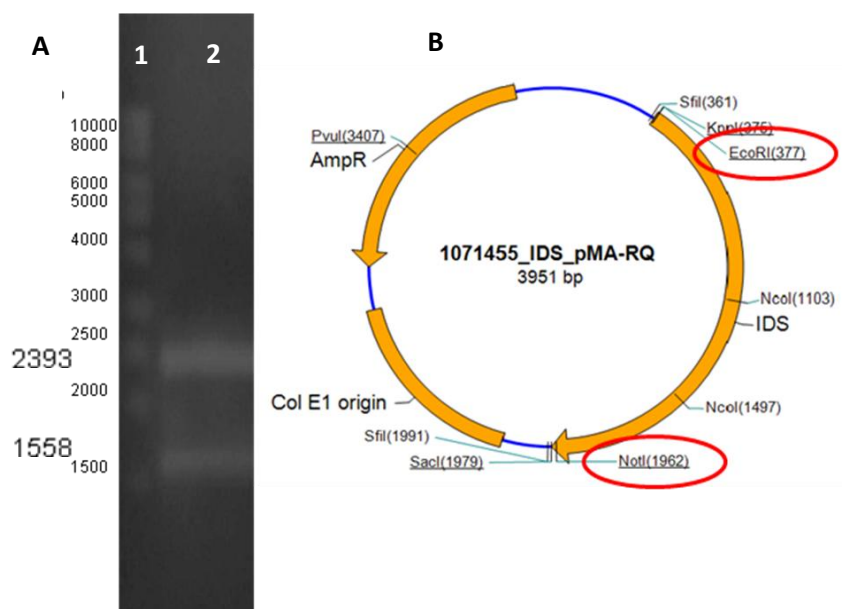 A
1
2
10000
8000
6000
5000
4000
3000
2500
2393
2000
1558
1500
B
SfiI(361)
KpnI(375)
EcoRI(377)
PvuI(3407)
AmpR
1071455_IDS_pMA-RQ
3951 bp
NcoI(1103)
IDS
Col E1 origin
NcoI(1497)
SfiI(1991)
SacI(1979)
NotI(1962)